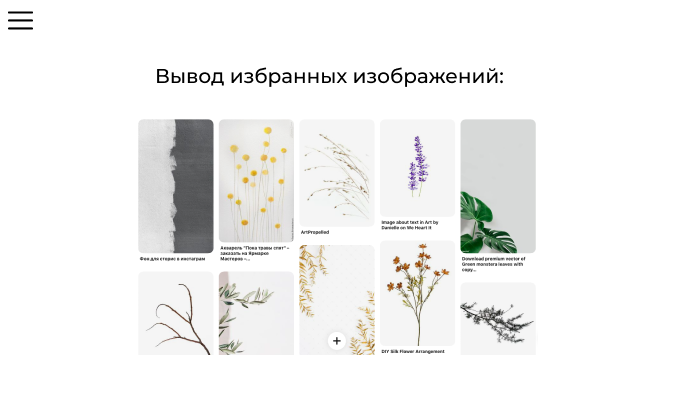 Вывод избранных изображений:
Фон для сторис в инстаграм
Акварель "Пока травы спят" –
заказать на Ярмарке
Мастеров –...
ArtPropelled
Image about text in Art by
Danielle on We Heart It
Download premium vector of
Green monstera leaves with
copy...
DIY Silk Flower Arrangement